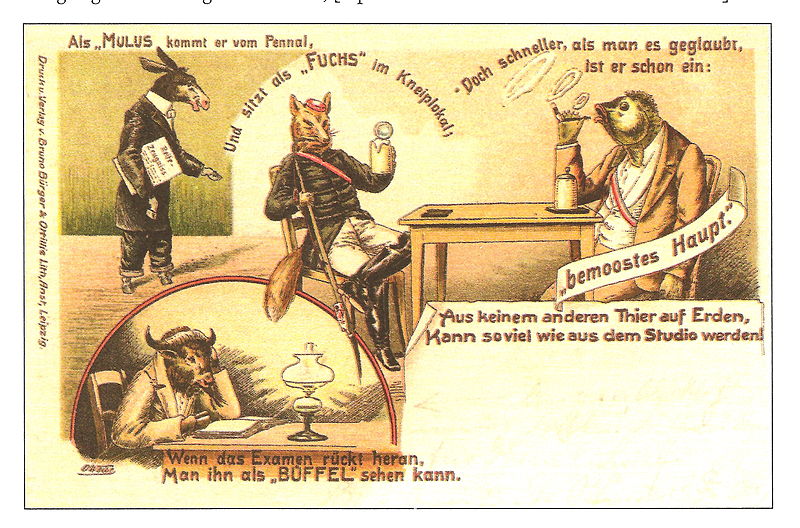 Als „MULUS kommt er vom Pennal,
Und sitzt als „FUCHS" im Kneiplokal;
Doch schneller, als man es geglaubt,
ist er schon ein:
„bemoostes Haupt."
Reife-
Zeugniss
Aus keinem anderen Thier auf Erden,
Kann soviel wie aus dem Studio werden!
Wenn das Examen rückt heran,
Man ihn als „BÜFFEL" sehen kann.
Druck u. Verlag v. Bruno Bürger & Ottillie Lith. Anst. Leipzig